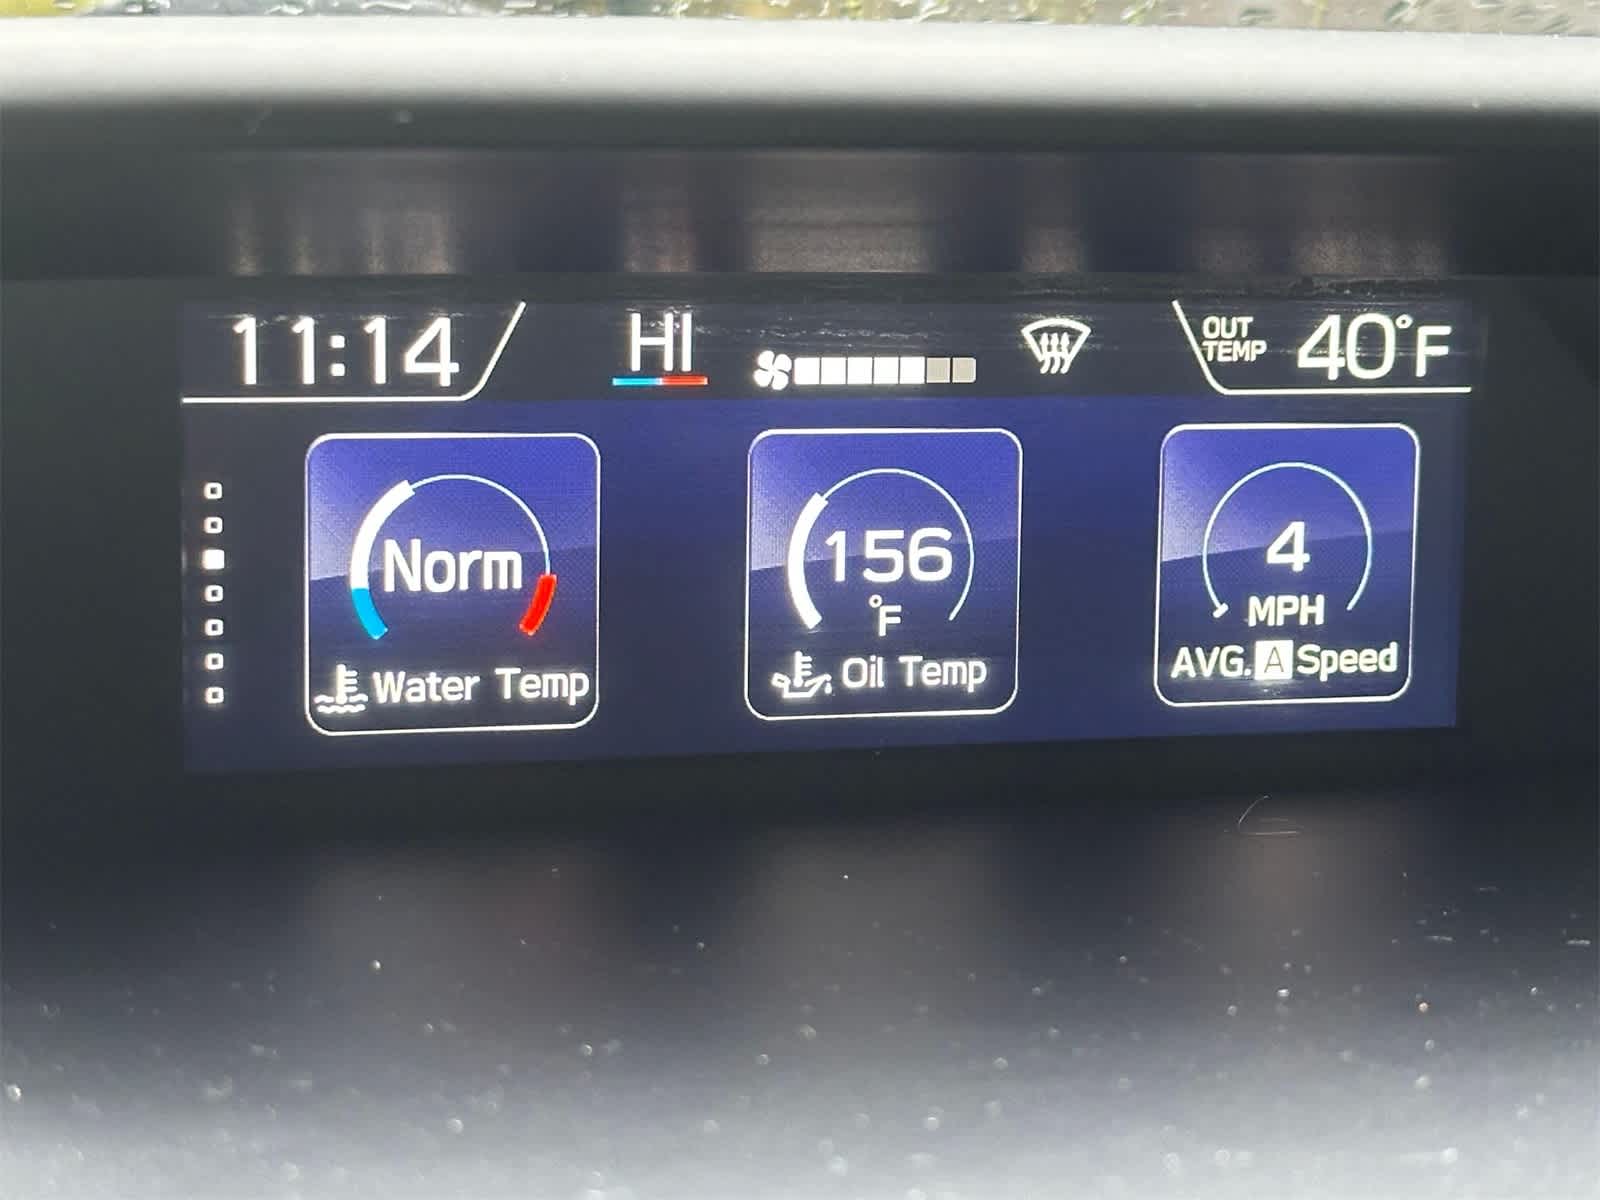 11:14
HI
OUT
TEMP
40°F
Norm
Water Temp
156
°F
Oil Temp
4
MPH
AVG. A Speed